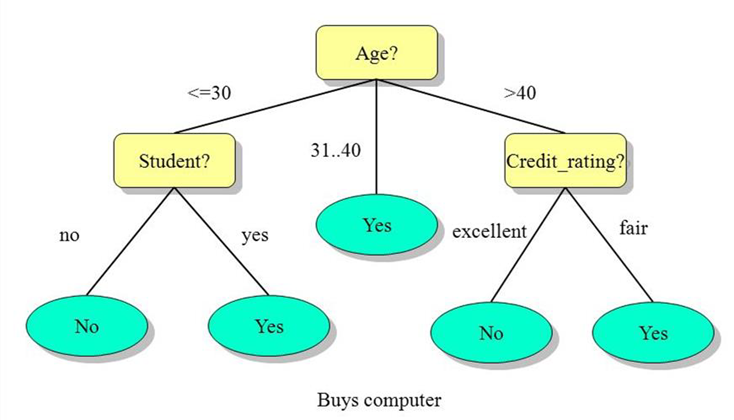 Age?
<=30
>40
31..40
Student?
Credit_rating?
no
yes
Yes
excellent
fair
No
Yes
No
Yes
Buys computer